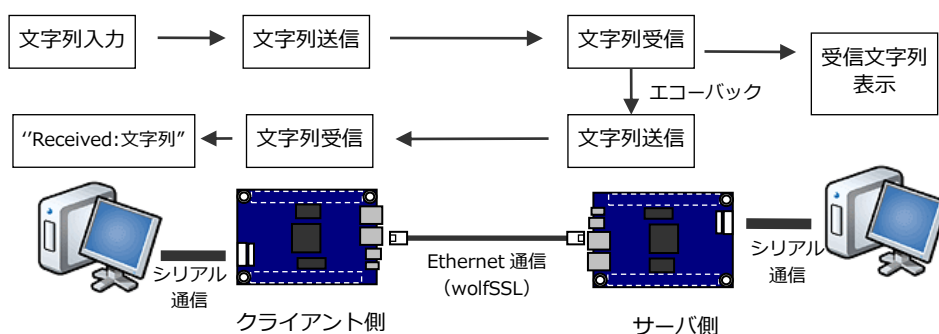 文字列入力
文字列送信
文字列受信
受信文字列
表示
エコーバック
"Received:文字列"
文字列受信
文字列送信
シリアル
通信
Ethernet 通信
（wolfSSL）
シリアル
通信
クライアント側
サーバ側